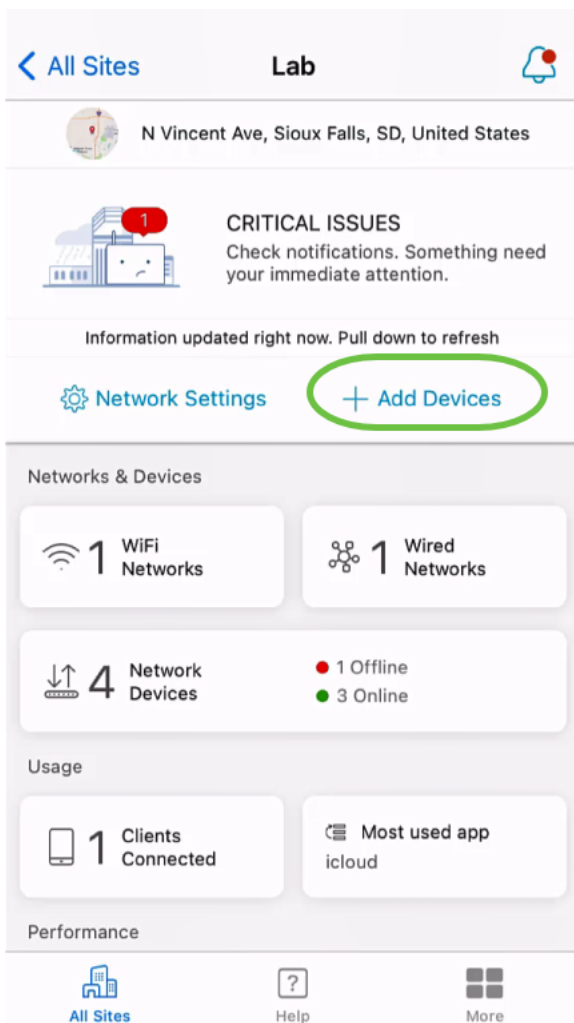 All Sites
Lab
N Vincent Ave, Sioux Falls, SD, United States
1
CRITICAL ISSUES
Check notifications. Something need
your immediate attention.
Information updated right now. Pull down to refresh
Network Settings
+ Add Devices
Networks & Devices
1 WiFi
Networks
1 Wired
Networks
4 Network
Devices
1 Offline
3 Online
Usage
1 Clients
Connected
Most used app
icloud
Performance
All Sites
?
Help
More